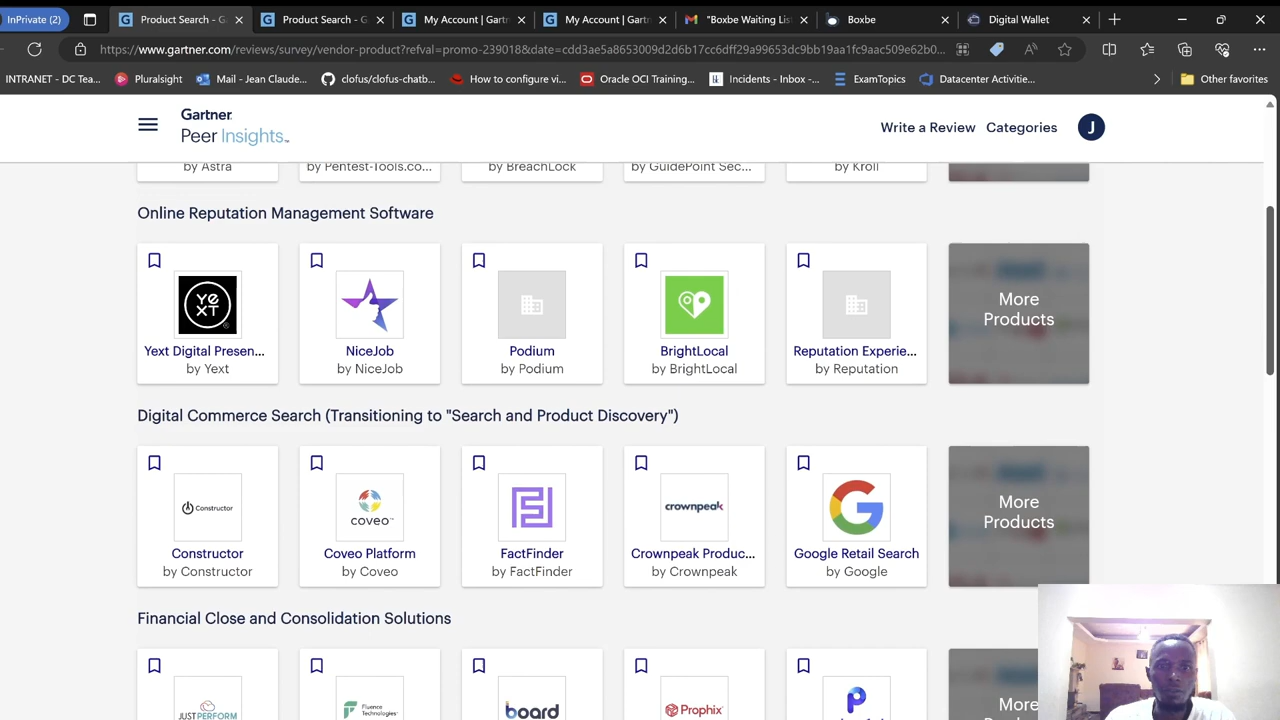 InPrivate (2)
Product Search - G
Product Search - G
My Account | Gartn
My Account | Gartn
"Boxbe Waiting Lis
Boxbe
Digital Wallet
https://www.gartner.com/reviews/survey/vendor-product?refval=promo-239018&date=cdd3ae5a8653009d2d6b17cc6dff29a99653dc9bb19aa1fc9aac509e62c0...
INTRANET - DC Tea...
Pluralsight
Mail - Jean Claude...
clofus/clofus-chatb...
How to configure vi...
Oracle OCI Training...
Incidents - Inbox -...
ExamTopics
Datacenter Activitie...
Other favorites
Gartner
Peer Insights™
Write a Review
Categories
J
by Astra
by Pentest-Tools.co...
by BreachLock
by GuidePoint Sec...
by Kroll
Online Reputation Management Software
YEXT
Yext Digital Presen...
by Yext
NiceJob
by NiceJob
Podium
by Podium
BrightLocal
by BrightLocal
Reputation Experie...
by Reputation
More
Products
Digital Commerce Search (Transitioning to "Search and Product Discovery")
Constructor
Constructor
by Constructor
coveo™
Coveo Platform
by Coveo
FactFinder
by FactFinder
crownpeak
Crownpeak Produc...
by Crownpeak
G
Google Retail Search
by Google
More
Products
Financial Close and Consolidation Solutions
JUSTPERFORM
Fluence
Technologies
board
Prophix
More